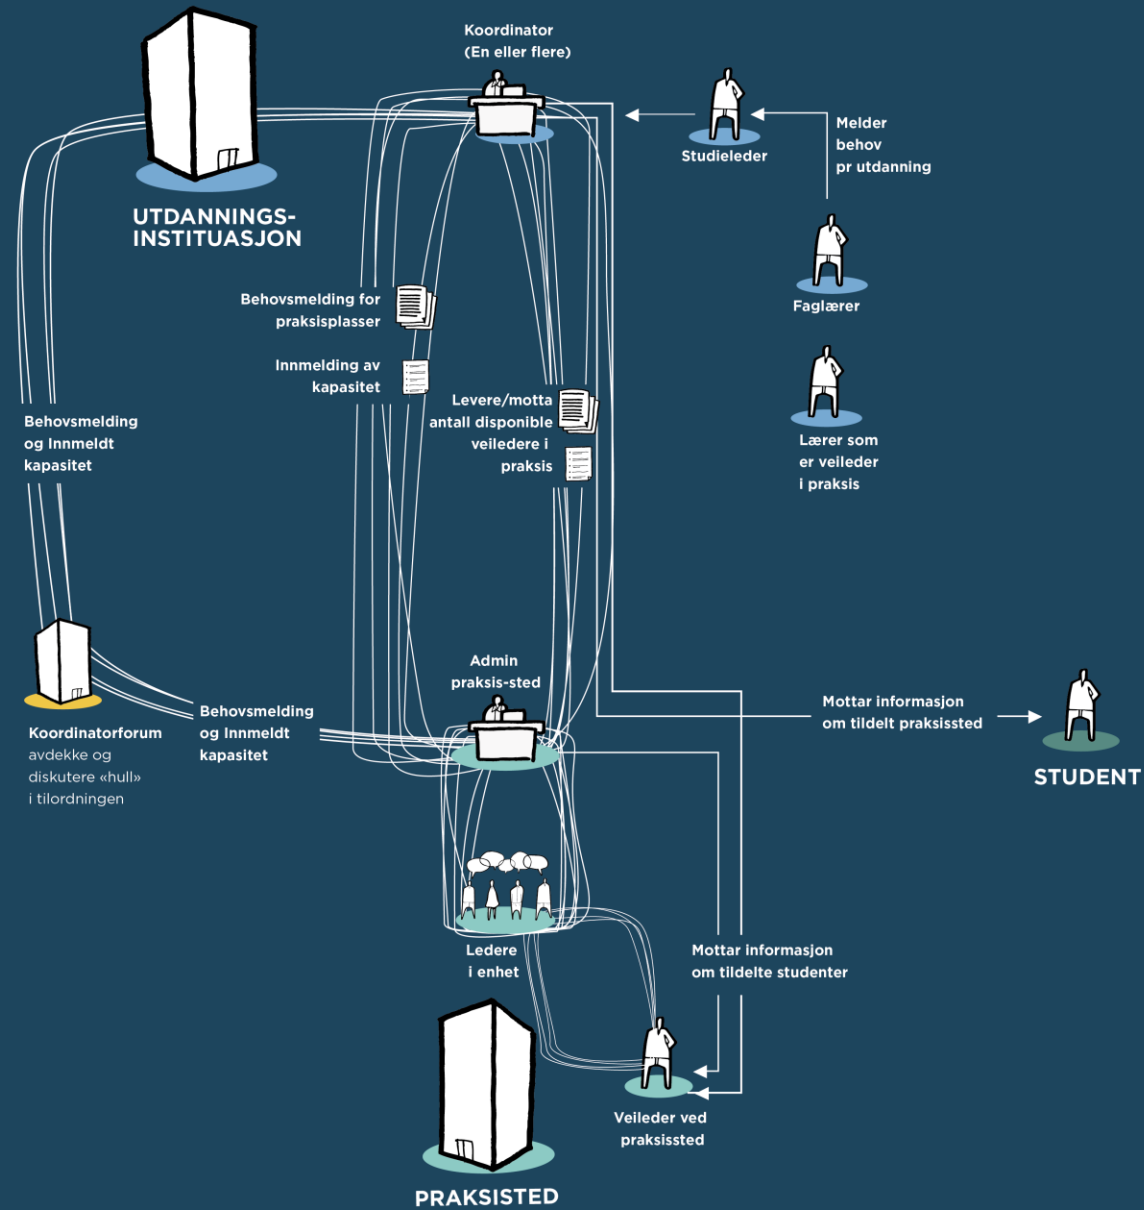 Koordinator
(En eller flere)
Studieleder
Melder
behov
pr utdanning
UTDANNINGS-
INSTITUASJON
Faglærer
Behovsmelding for
praksisplasser
Innmelding av
kapasitet
Levere/motta
antall disponible
veiledere i
praksis
Lærer som
er veileder
i praksis
Behovsmelding
og Innmeldt
kapasitet
Koordinatorforum
avdekke og
diskutere «hull»
i tilordningen
Behovsmelding
og Innmeldt
kapasitet
Admin
praksis-sted
Mottar informasjon
om tildelt praksissted
STUDENT
Ledere
i enhet
Mottar informasjon
om tildelte studenter
Veileder ved
praksissted
PRAKSISTED